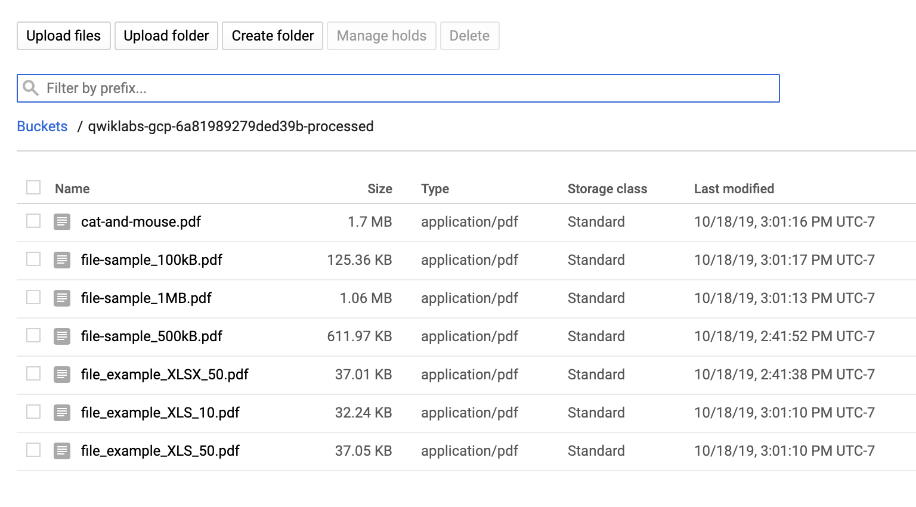 Upload files Upload folder Create folder Manage holds Delete
Filter by prefix...
Buckets / qwiklabs-gcp-6a81989279ded39b-processed
Name Size Type Storage class Last modified
cat-and-mouse.pdf 1.7 MB application/pdf Standard 10/18/19, 3:01:16 PM UTC-7
file-sample_100kB.pdf 125.36 KB application/pdf Standard 10/18/19, 3:01:17 PM UTC-7
file-sample_1MB.pdf 1.06 MB application/pdf Standard 10/18/19, 3:01:13 PM UTC-7
file-sample_500kB.pdf 611.97 KB application/pdf Standard 10/18/19, 2:41:52 PM UTC-7
file_example_XLSX_50.pdf 37.01 KB application/pdf Standard 10/18/19, 2:41:38 PM UTC-7
file_example_XLS_10.pdf 32.24 KB application/pdf Standard 10/18/19, 3:01:10 PM UTC-7
file_example_XLS_50.pdf 37.05 KB application/pdf Standard 10/18/19, 3:01:10 PM UTC-7